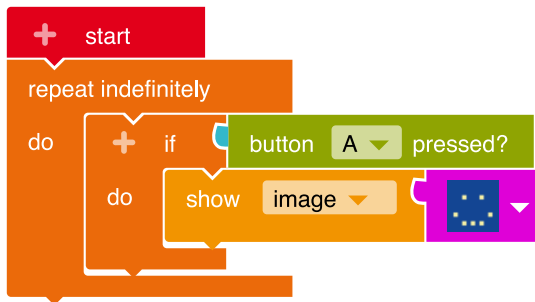 start
repeat indefinitely
do
if button A pressed?
do show image